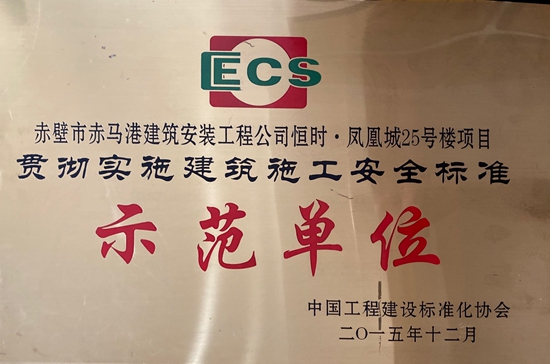 CECS
赤壁市赤马港建筑安装工程公司恒时·凤凰城25号楼项目
贯彻实施建筑施工安全标准
示范单位
中国工程建设标准化协会
二〇一五年十二月